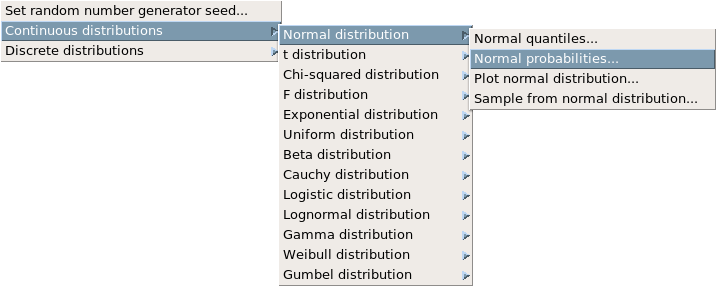 Set random number generator seed...
Continuous distributions
Discrete distributions
Normal distribution
t distribution
Chi-squared distribution
F distribution
Exponential distribution
Uniform distribution
Beta distribution
Cauchy distribution
Logistic distribution
Lognormal distribution
Gamma distribution
Weibull distribution
Gumbel distribution
Normal quantiles...
Normal probabilities...
Plot normal distribution...
Sample from normal distribution...